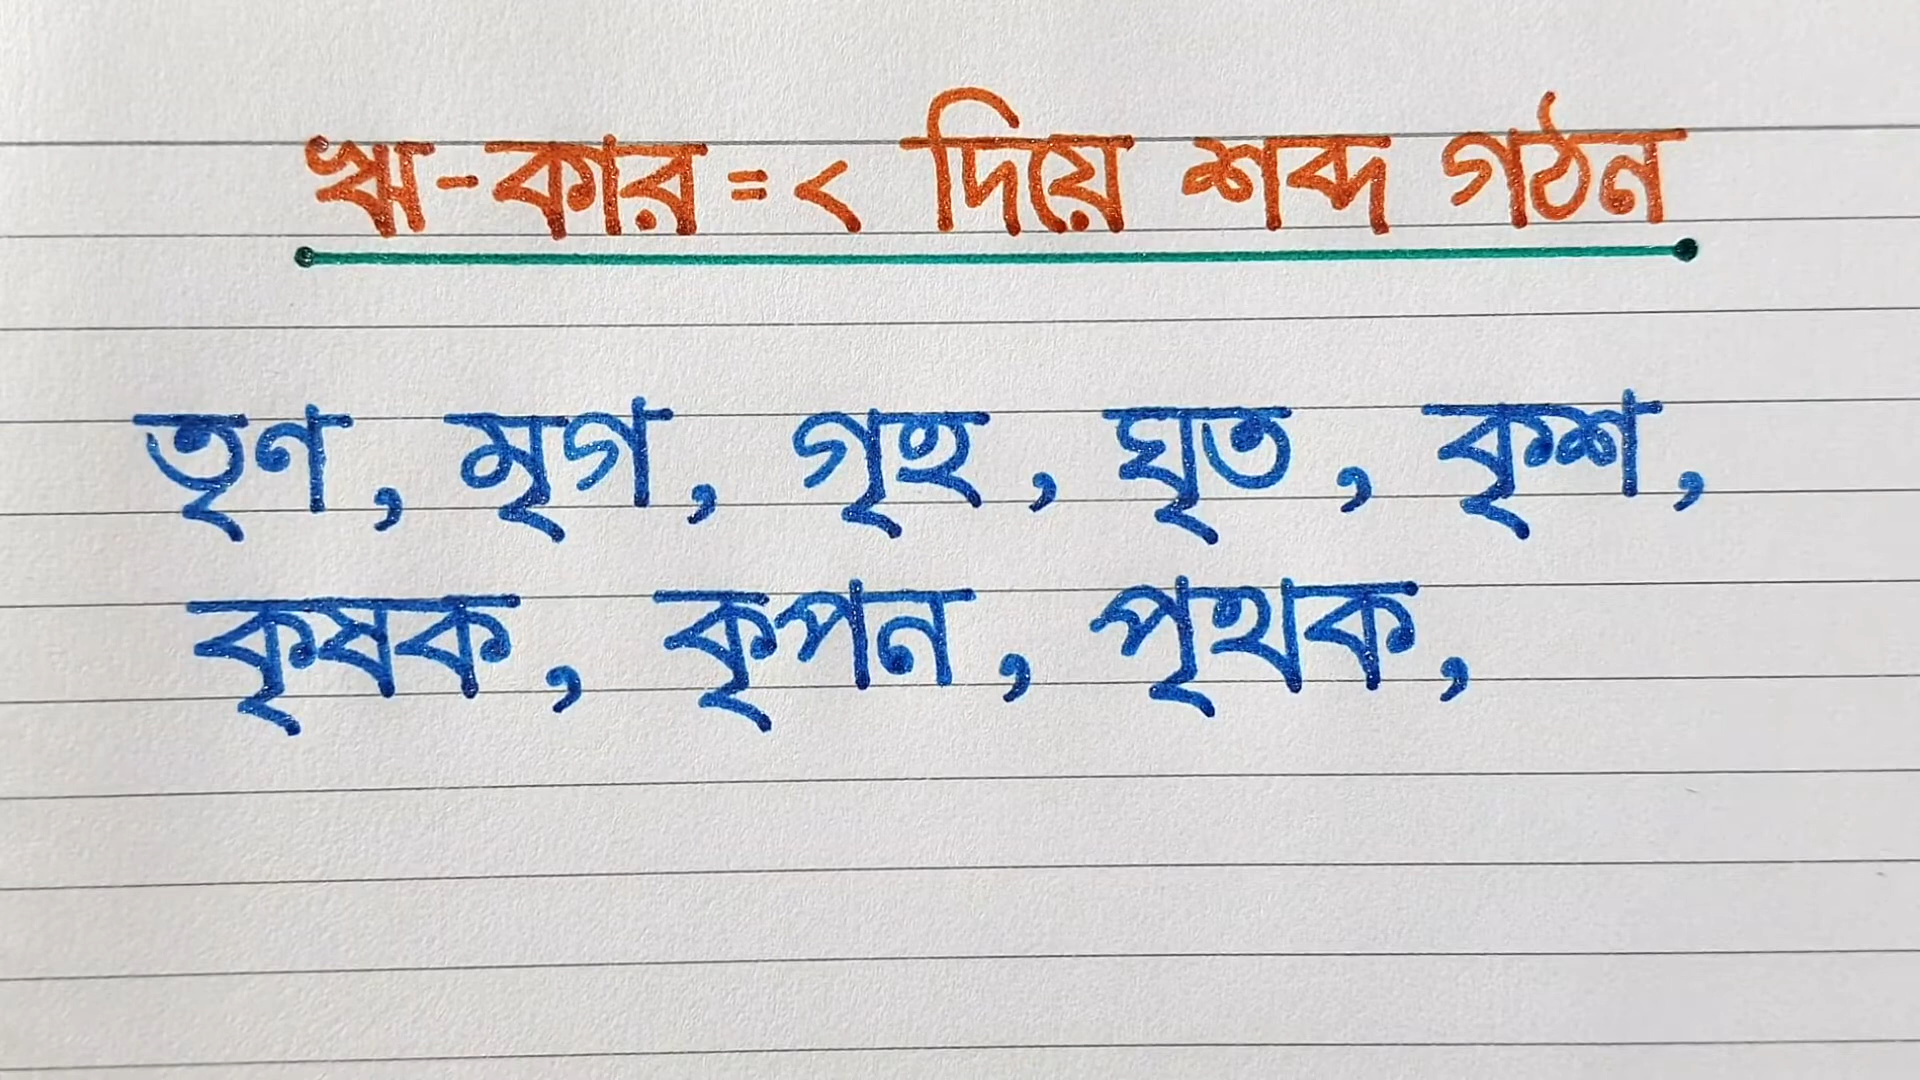 ঋ-কার = ৃ দিয়ে শব্দ গঠন
তৃণ, মৃগ, গৃহ, ঘৃত, কৃশ,
কৃষক, কৃপন, পৃথক,